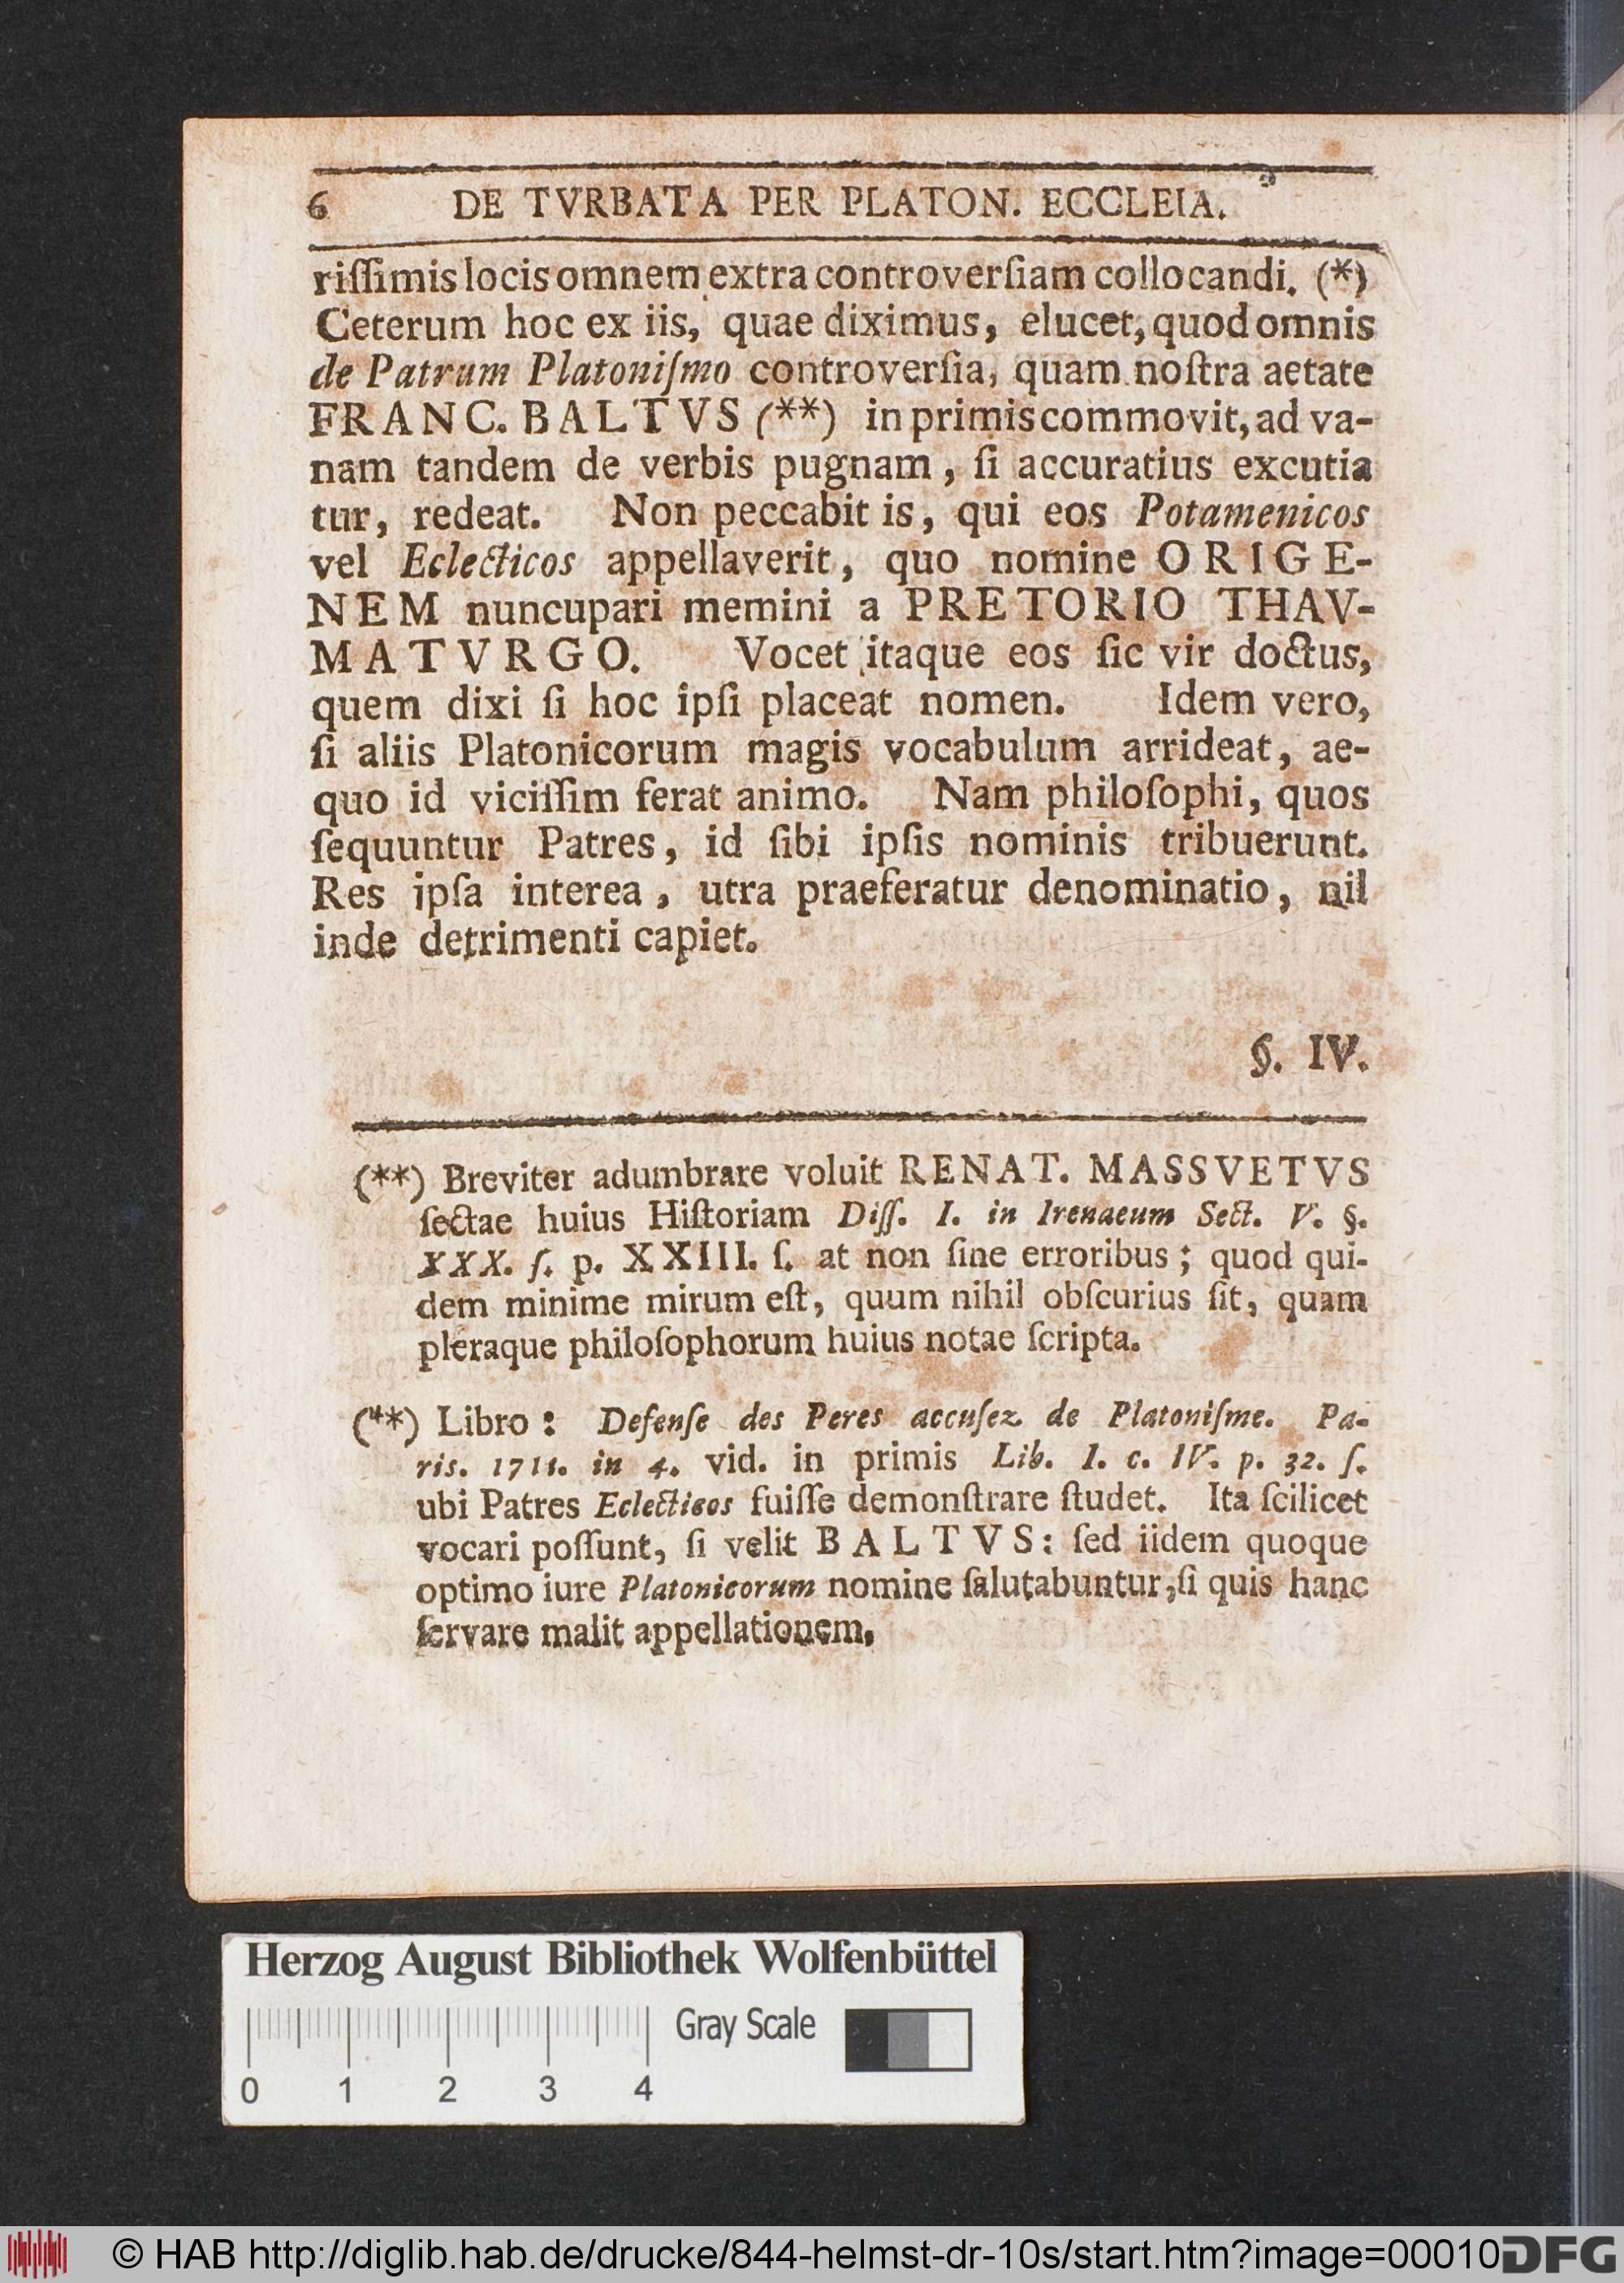 6 DE TVRBATA PER PLATON. ECCLEIA.
riſſimis locis omnem extra controverſiam collocandi. (*)
Ceterum hoc ex iis, quae diximus, elucet, quod omnis
de Patrum Platoniſmo controverſia, quam noſtra aetate
FRANC. BALTVS (**) in primis commovit, ad va-
nam tandem de verbis pugnam, ſi accuratius excutia
tur, redeat. Non peccabit is, qui eos Potamenicos
vel Eclecticos appellaverit, quo nomine ORIGE-
NEM nuncupari memini a PRETORIO THAV-
MATVRGO. Vocet itaque eos ſic vir doctus,
quem dixi ſi hoc ipſi placeat nomen. Idem vero,
ſi aliis Platonicorum magis vocabulum arrideat, ae-
quo id viciſſim ferat animo. Nam philoſophi, quos
ſequuntur Patres, id ſibi ipſis nominis tribuerunt.
Res ipſa interea, utra praeferatur denominatio, nil
inde detrimenti capiet.
§. IV.
(**) Breviter adumbrare voluit RENAT. MASSVETVS
ſectae huius Hiſtoriam Diſſ. I. in Irenaeum Sect. V. §.
XXX. ſ. p. XXIII. ſ. at non ſine erroribus; quod qui-
dem minime mirum eſt, quum nihil obſcurius ſit, quam
pleraque philoſophorum huius notae ſcripta.
(**) Libro: Defenſe des Peres accuſez de Platoniſme. Pa-
ris. 1711. in 4. vid. in primis Lib. I. c. IV. p. 32. ſ.
ubi Patres Eclecticos fuiſſe demonſtrare ſtudet. Ita ſcilicet
vocari poſſunt, ſi velit BALTVS: ſed iidem quoque
optimo iure Platonicorum nomine ſalutabuntur, ſi quis hanc
ſervare malit appellationem.
Herzog August Bibliothek Wolfenbüttel
Gray Scale
0 1 2 3 4
© HAB http://diglib.hab.de/drucke/844-helmst-dr-10s/start.htm?image=00010
DFG